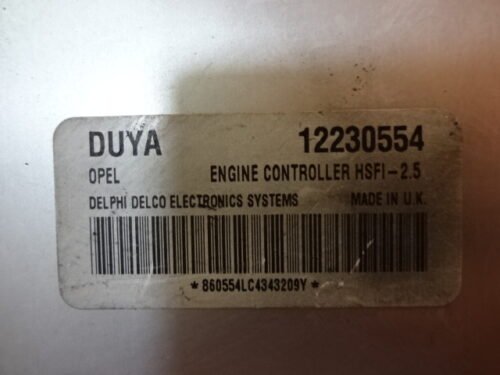 DUYA 12230554
OPEL ENGINE CONTROLLER HSFI-2.5
DELPHI DELCO ELECTRONICS SYSTEMS MADE IN U.K.
*860554LC4343209Y*